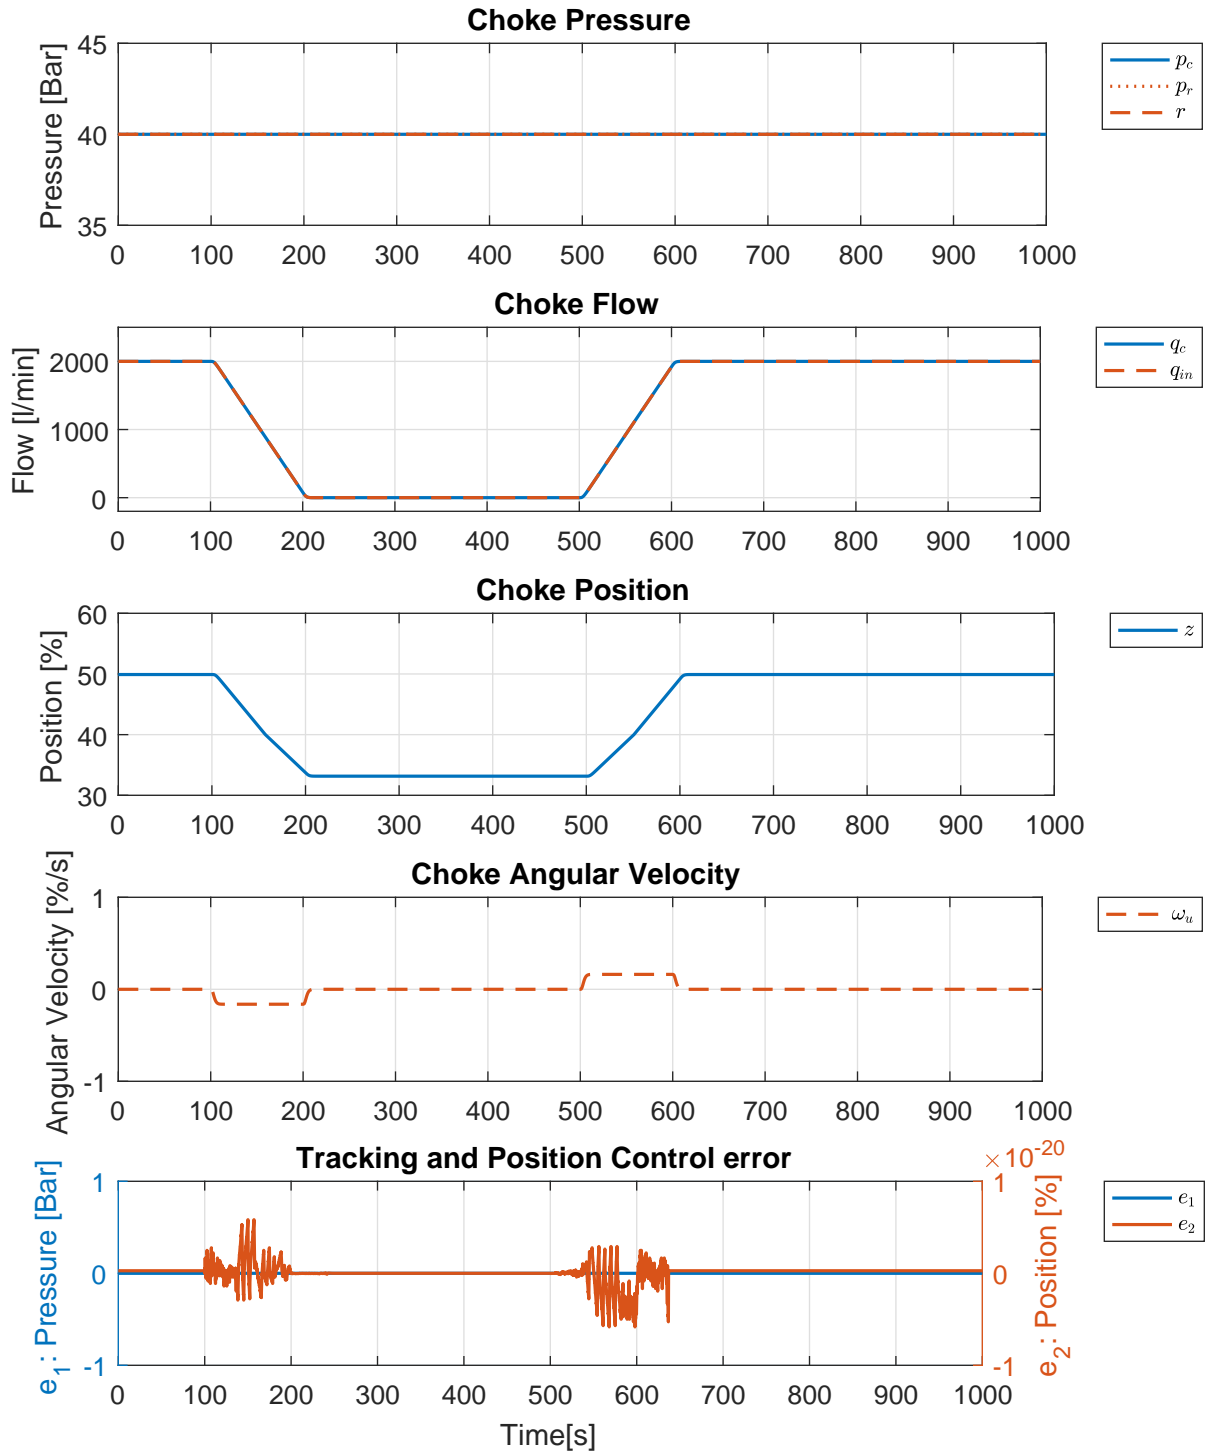 Choke Pressure
Pressure [Bar]
45
40
35
0 100 200 300 400 500 600 700 800 900 1000
p_c
p_r
r
Choke Flow
Flow [l/min]
2000
1000
0
0 100 200 300 400 500 600 700 800 900 1000
q_c
q_in
Choke Position
Position [%]
60
50
40
30
0 100 200 300 400 500 600 700 800 900 1000
z
Choke Angular Velocity
Angular Velocity [%/s]
1
0
-1
0 100 200 300 400 500 600 700 800 900 1000
ω_u
Tracking and Position Control error
×10^-20
e_1: Pressure [Bar]
1
0
-1
e_2: Position [%]
1
0
-1
0 100 200 300 400 500 600 700 800 900 1000
Time[s]
e_1
e_2